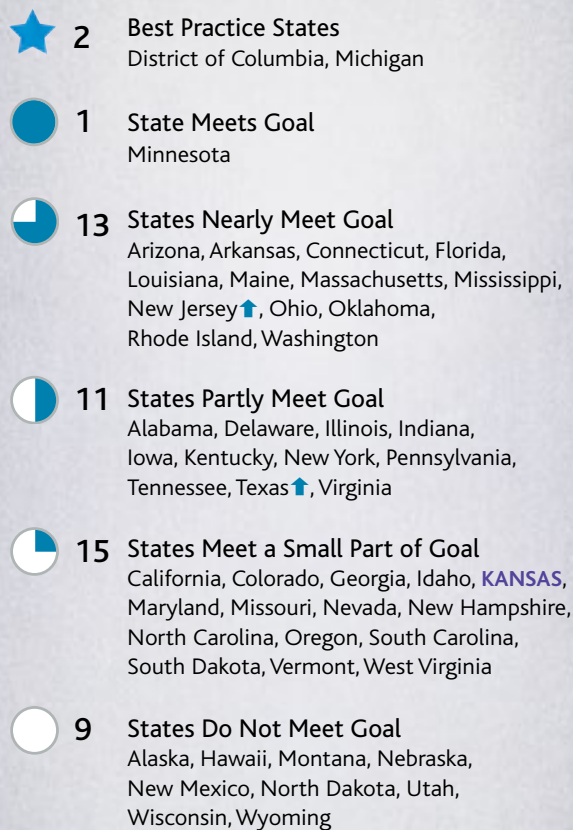 2 Best Practice States
District of Columbia, Michigan
1 State Meets Goal
Minnesota
13 States Nearly Meet Goal
Arizona, Arkansas, Connecticut, Florida,
Louisiana, Maine, Massachusetts, Mississippi,
New Jersey⬆, Ohio, Oklahoma,
Rhode Island, Washington
11 States Partly Meet Goal
Alabama, Delaware, Illinois, Indiana,
Iowa, Kentucky, New York, Pennsylvania,
Tennessee, Texas⬆, Virginia
15 States Meet a Small Part of Goal
California, Colorado, Georgia, Idaho, KANSAS,
Maryland, Missouri, Nevada, New Hampshire,
North Carolina, Oregon, South Carolina,
South Dakota, Vermont, West Virginia
9 States Do Not Meet Goal
Alaska, Hawaii, Montana, Nebraska,
New Mexico, North Dakota, Utah,
Wisconsin, Wyoming